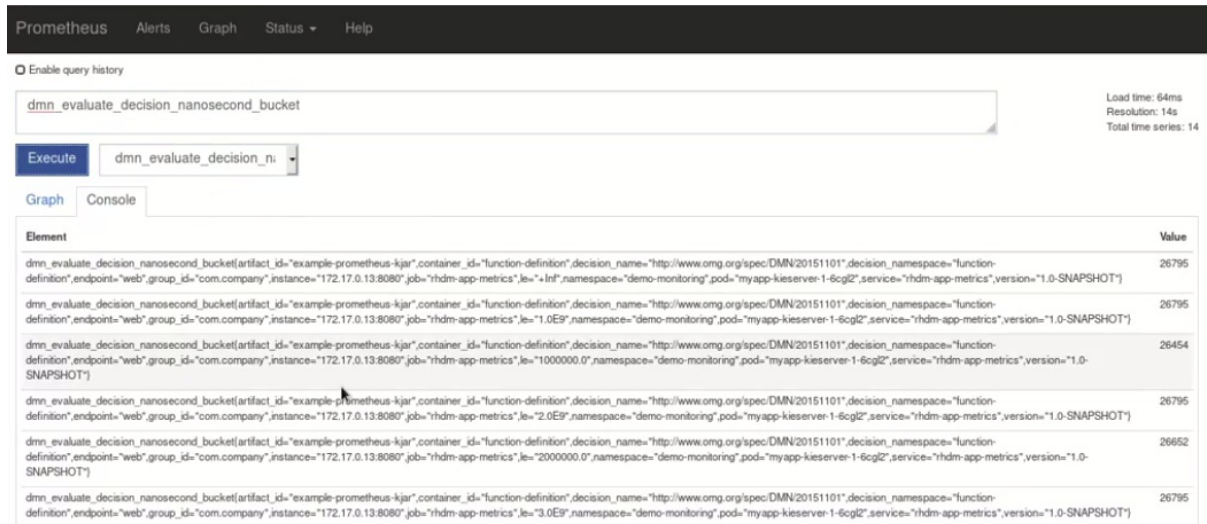 Prometheus Alerts Graph Status Help
Enable query history
dmn_evaluate_decision_nanosecond_bucket
Load time: 64ms
Resolution: 14s
Total time series: 14
Execute dmn_evaluate_decision_na
Graph Console
Element Value
dmn_evaluate_decision_nanosecond_bucket{artifact_id="example-prometheus-kjar",container_id="function-definition",decision_name="http://www.omg.org/spec/DMN/20151101",decision_namespace="function- 26795
definition",endpoint="web",group_id="com.company",instance="172.17.0.13:8080",job="rhdm-app-metrics",le="+Inf",namespace="demo-monitoring",pod="myapp-kieserver-1-6cgl2",service="rhdm-app-metrics",version="1.0-SNAPSHOT"}
dmn_evaluate_decision_nanosecond_bucket{artifact_id="example-prometheus-kjar",container_id="function-definition",decision_name="http://www.omg.org/spec/DMN/20151101",decision_namespace="function- 26795
definition",endpoint="web",group_id="com.company",instance="172.17.0.13:8080",job="rhdm-app-metrics",le="1.0E9",namespace="demo-monitoring",pod="myapp-kieserver-1-6cgl2",service="rhdm-app-metrics",version="1.0-SNAPSHOT"}
dmn_evaluate_decision_nanosecond_bucket{artifact_id="example-prometheus-kjar",container_id="function-definition",decision_name="http://www.omg.org/spec/DMN/20151101",decision_namespace="function- 26454
definition",endpoint="web",group_id="com.company",instance="172.17.0.13:8080",job="rhdm-app-metrics",le="1000000.0",namespace="demo-monitoring",pod="myapp-kieserver-1-6cgl2",service="rhdm-app-metrics",version="1.0-
SNAPSHOT"}
dmn_evaluate_decision_nanosecond_bucket{artifact_id="example-prometheus-kjar",container_id="function-definition",decision_name="http://www.omg.org/spec/DMN/20151101",decision_namespace="function- 26795
definition",endpoint="web",group_id="com.company",instance="172.17.0.13:8080",job="rhdm-app-metrics",le="2.0E9",namespace="demo-monitoring",pod="myapp-kieserver-1-6cgl2",service="rhdm-app-metrics",version="1.0-SNAPSHOT"}
dmn_evaluate_decision_nanosecond_bucket{artifact_id="example-prometheus-kjar",container_id="function-definition",decision_name="http://www.omg.org/spec/DMN/20151101",decision_namespace="function- 26652
definition",endpoint="web",group_id="com.company",instance="172.17.0.13:8080",job="rhdm-app-metrics",le="2000000.0",namespace="demo-monitoring",pod="myapp-kieserver-1-6cgl2",service="rhdm-app-metrics",version="1.0-
SNAPSHOT"}
dmn_evaluate_decision_nanosecond_bucket{artifact_id="example-prometheus-kjar",container_id="function-definition",decision_name="http://www.omg.org/spec/DMN/20151101",decision_namespace="function- 26795
definition",endpoint="web",group_id="com.company",instance="172.17.0.13:8080",job="rhdm-app-metrics",le="3.0E9",namespace="demo-monitoring",pod="myapp-kieserver-1-6cgl2",service="rhdm-app-metrics",version="1.0-SNAPSHOT"}